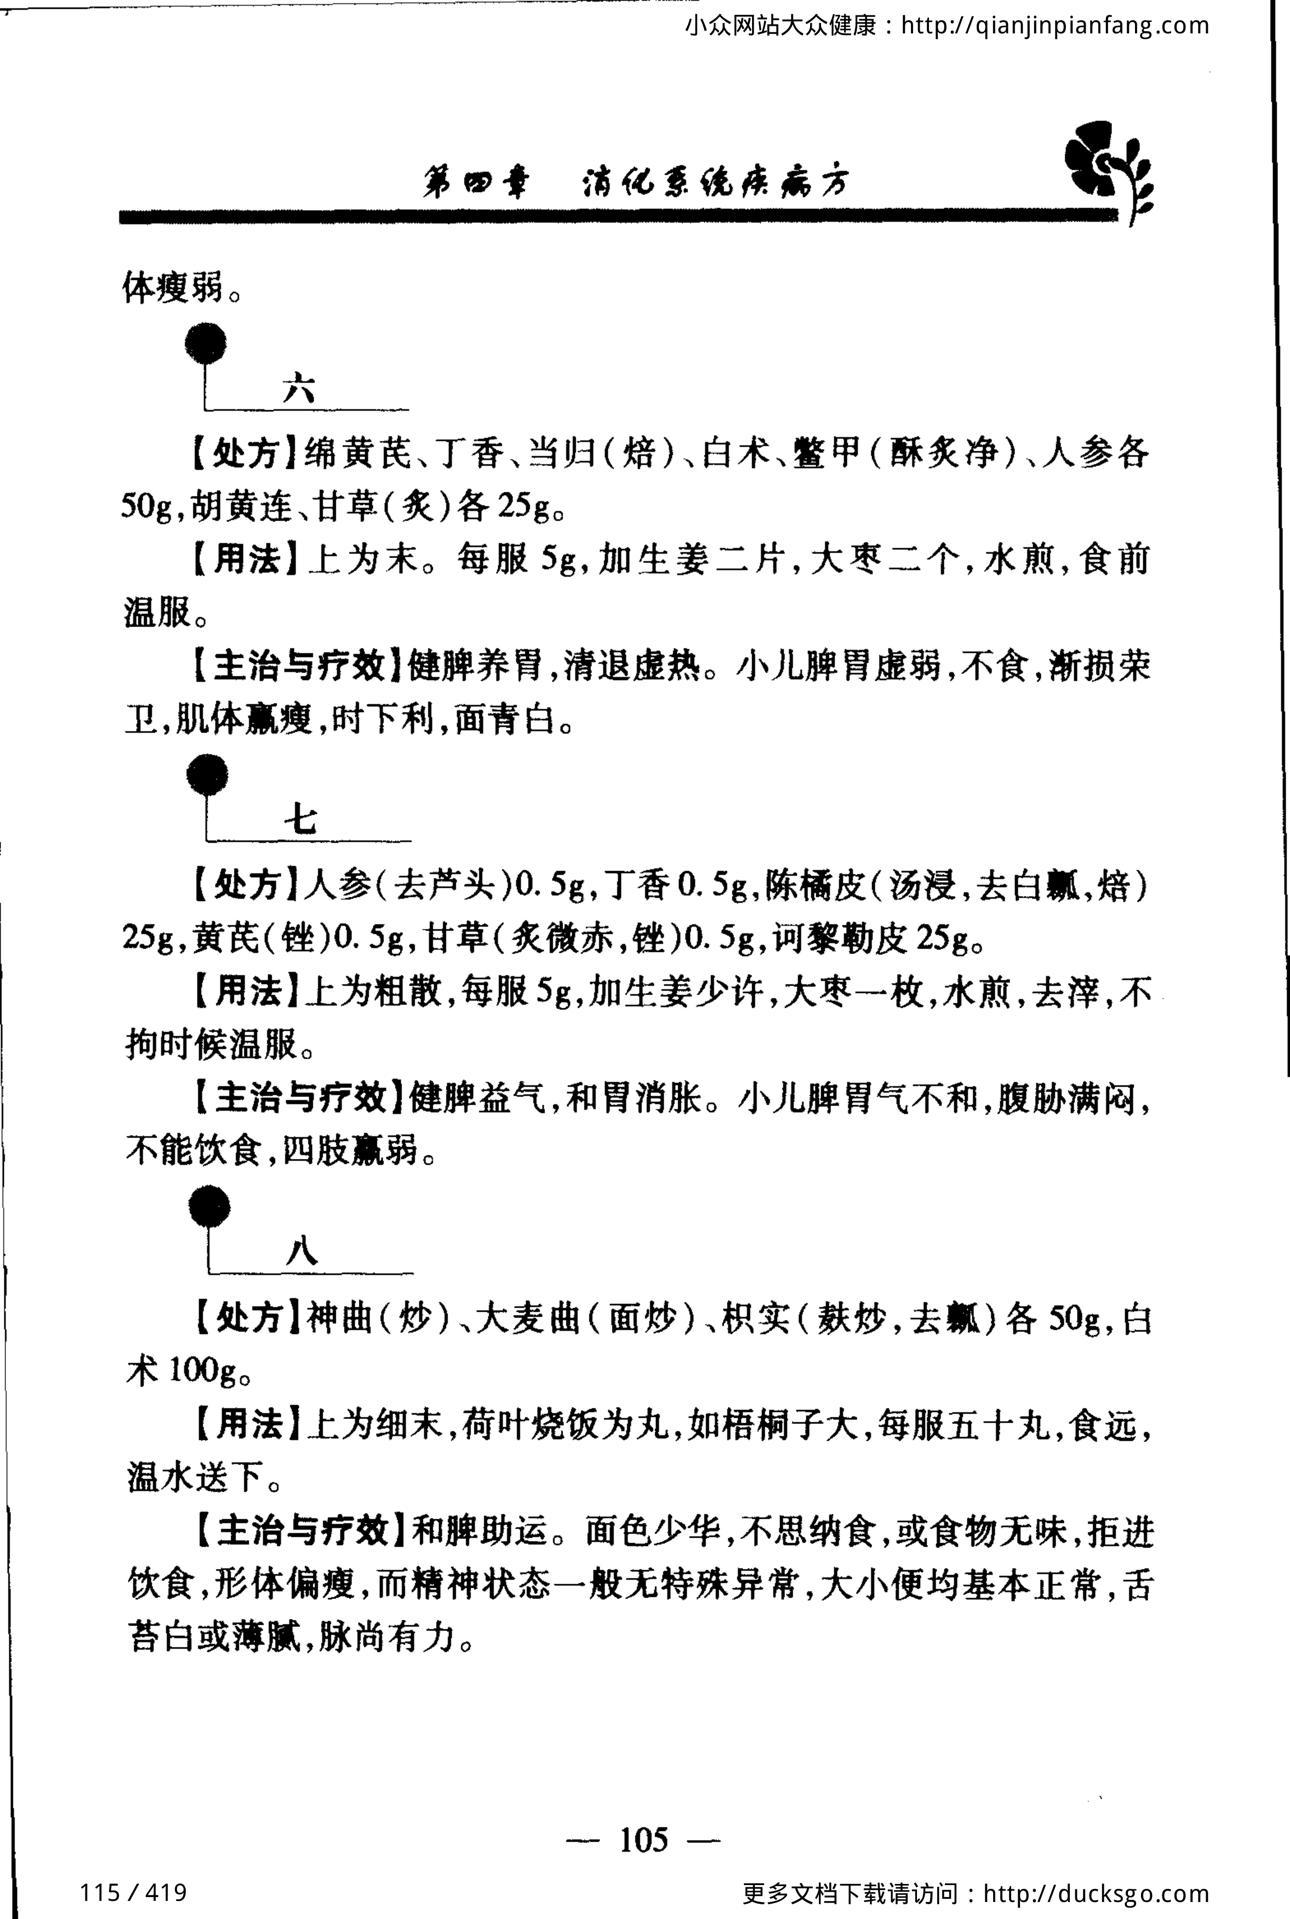 小众网站大众健康：http://qianjinpianfang.com
第四章 消化系统疾病方
体瘦弱。
六
【处方】绵黄芪、丁香、当归(焙)、白术、鳖甲(酥炙净)、人参各
50g,胡黄连、甘草(炙)各25g。
【用法】上为末。每服5g,加生姜二片,大枣二个,水煎,食前
温服。
【主治与疗效】健脾养胃,清退虚热。小儿脾胃虚弱,不食,渐损荣
卫,肌体羸瘦,时下利,面青白。
七
【处方】人参(去芦头)0.5g,丁香0.5g,陈橘皮(汤浸,去白瓤,焙)
25g,黄芪(锉)0.5g,甘草(炙微赤,锉)0.5g,诃黎勒皮25g。
【用法】上为粗散,每服5g,加生姜少许,大枣一枚,水煎,去滓,不
拘时候温服。
【主治与疗效】健脾益气,和胃消胀。小儿脾胃气不和,腹胁满闷,
不能饮食,四肢羸弱。
八
【处方】神曲(炒)、大麦曲(面炒)、枳实(麸炒,去瓤)各50g,白
术100g。
【用法】上为细末,荷叶烧饭为丸,如梧桐子大,每服五十丸,食远,
温水送下。
【主治与疗效】和脾助运。面色少华,不思纳食,或食物无味,拒进
饮食,形体偏瘦,而精神状态一般无特殊异常,大小便均基本正常,舌
苔白或薄腻,脉尚有力。
— 105 —
115 / 419
更多文档下载请访问：http://ducksgo.com